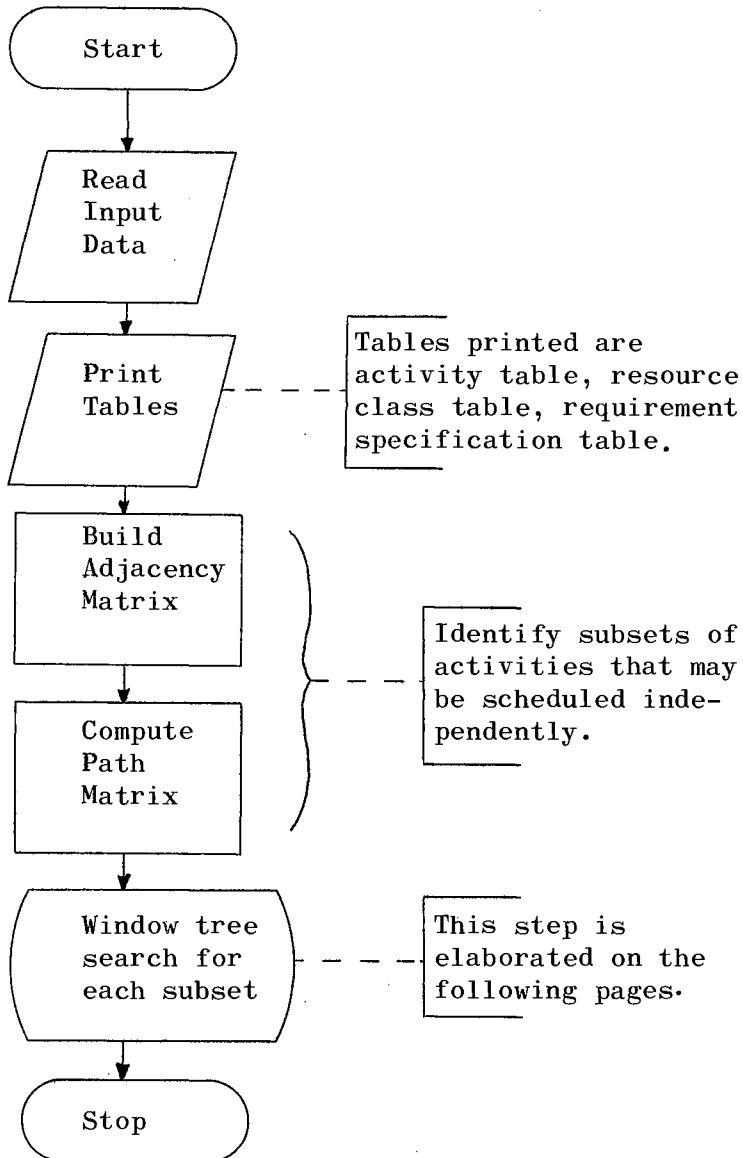 Start
Read
Input
Data
Print
Tables
Tables printed are
activity table, resource
class table, requirement
specification table.
Build
Adjacency
Matrix
Compute
Path
Matrix
Identify subsets of
activities that may
be scheduled inde-
pendently.
Window tree
search for
each subset
This step is
elaborated on the
following pages.
Stop